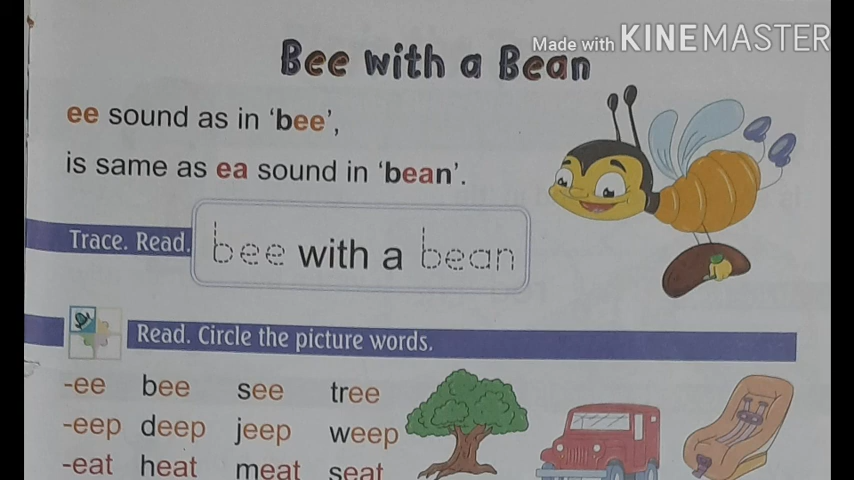 Made with KINEMASTER
Bee with a Bean
ee sound as in ‘bee’,
is same as ea sound in ‘bean’.
Trace. Read.
bee with a bean
Read. Circle the picture words.
-ee bee see tree
-eep deep jeep weep
-eat heat meat seat